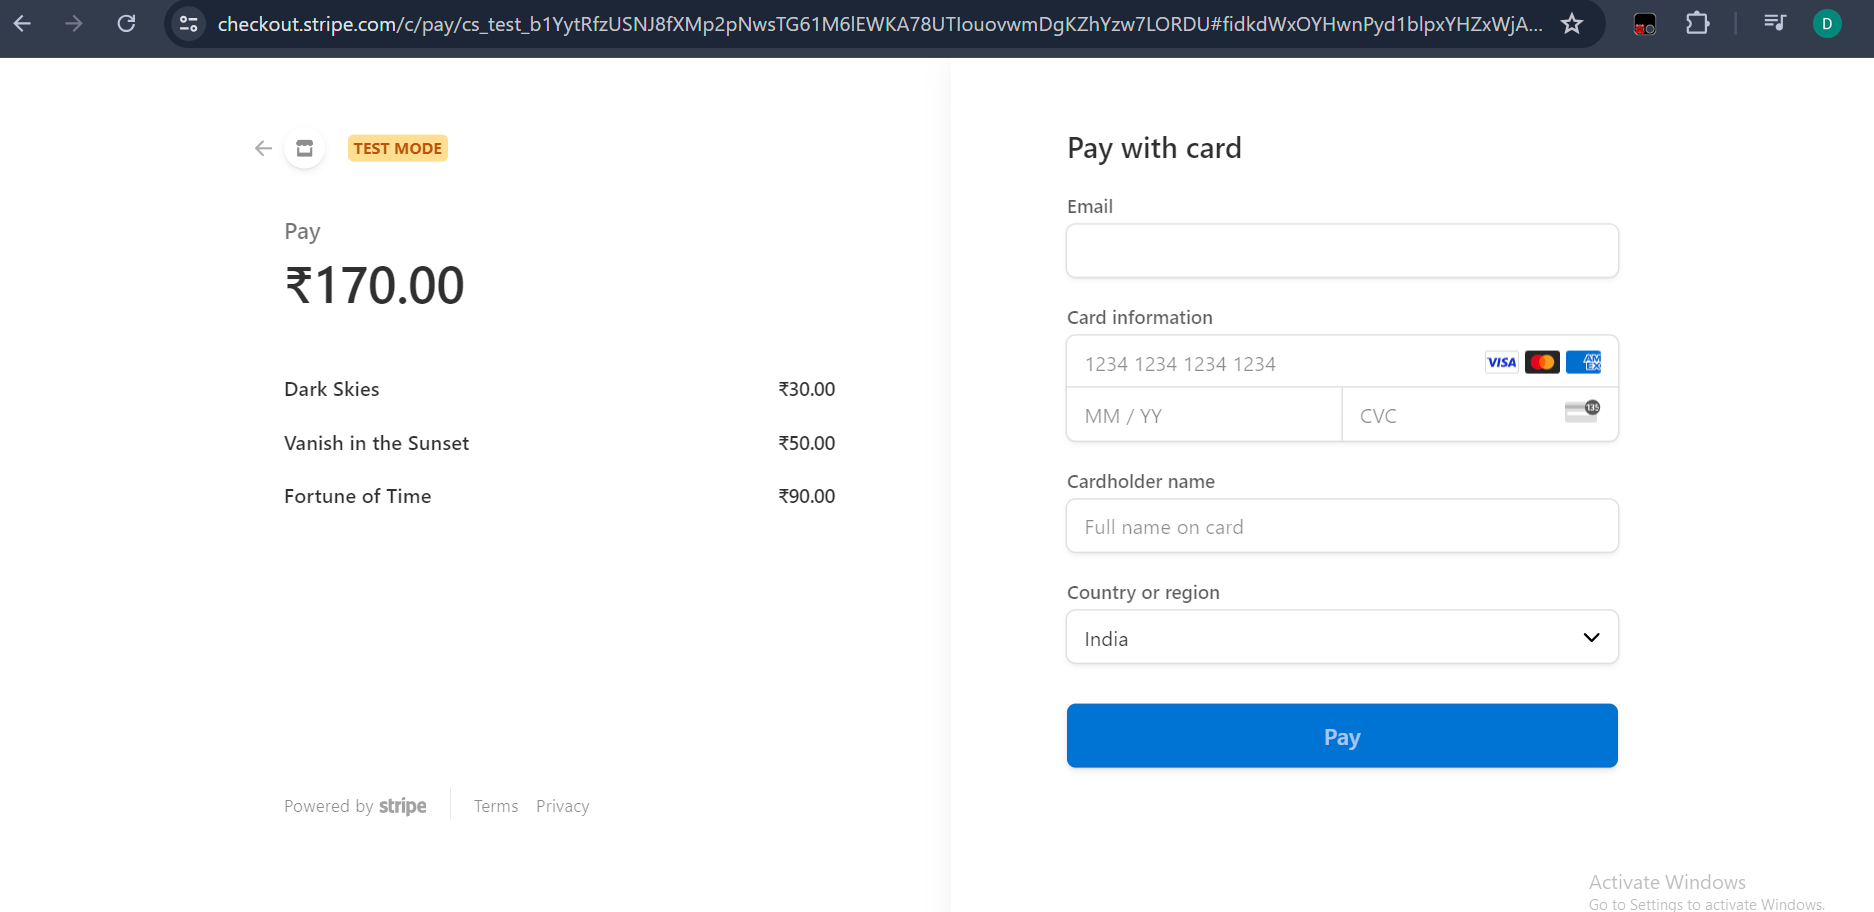 checkout.stripe.com/c/pay/cs_test_b1YytRfzUSNJ8fXMp2pNwsTG61M6lEWKA78UTIouovwmDgKZhYzw7LORDU#fidkdWxOYHwnPyd1blpxYHZxWjA...
D
TEST MODE
Pay
₹170.00
Dark Skies ₹30.00
Vanish in the Sunset ₹50.00
Fortune of Time ₹90.00
Powered by stripe Terms Privacy
Pay with card
Email
Card information
1234 1234 1234 1234 VISA AMEX
MM / YY CVC 135
Cardholder name
Full name on card
Country or region
India
Pay
Activate Windows
Go to Settings to activate Windows.